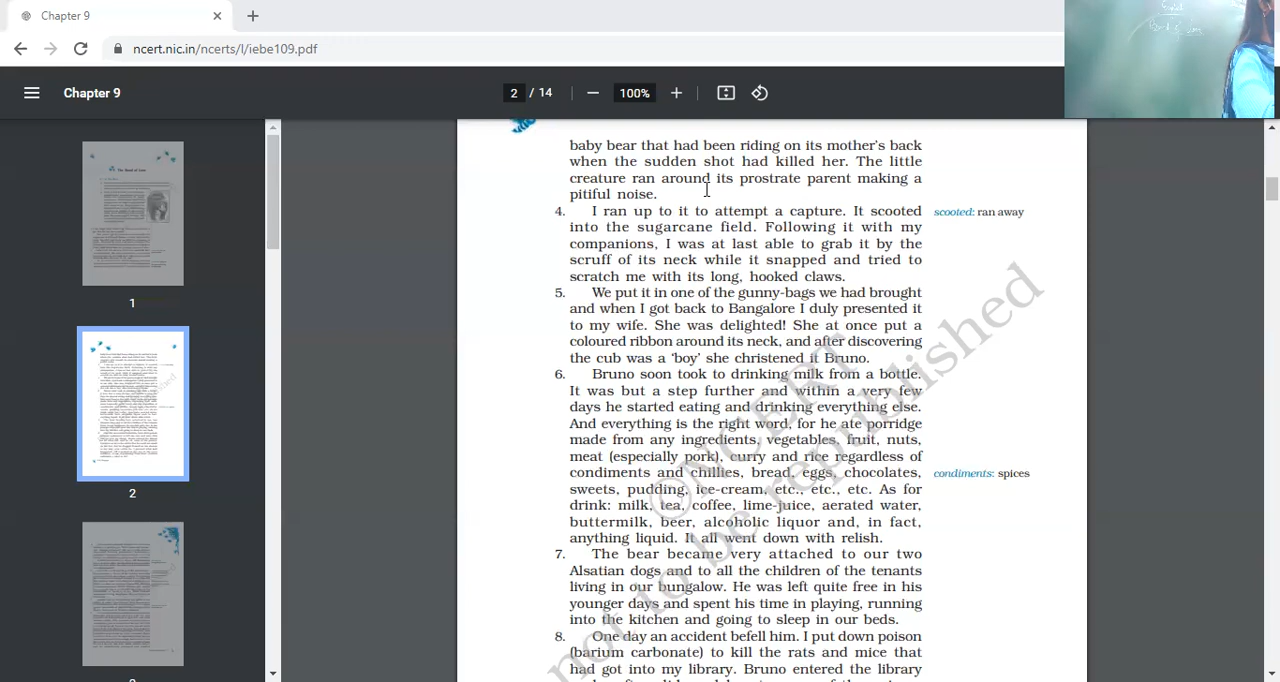 Chapter 9
ncert.nic.in/ncerts/l/iebe109.pdf
Chapter 9
2 / 14
100%
1
2
baby bear that had been riding on its mother's back
when the sudden shot had killed her. The little
creature ran around its prostrate parent making a
pitiful noise.
4. I ran up to it to attempt a capture. It scooted
scooted: ran away
into the sugarcane field. Following it with my
companions, I was at last able to grab it by the
scruff of its neck while it snapped and tried to
scratch me with its long, hooked claws.
5. We put it in one of the gunny-bags we had brought
and when I got back to Bangalore I duly presented it
to my wife. She was delighted! She at once put a
coloured ribbon around its neck, and after discovering
the cub was a 'boy' she christened it Bruno.
6. Bruno soon took to drinking milk from a bottle.
It was but a step further and within a very few
days he started eating and drinking everything else.
And everything is the right word, for he ate porridge
made from any ingredients, vegetables, fruit, nuts,
meat (especially pork), curry and rice regardless of
condiments and chillies, bread, eggs, chocolates,
condiments: spices
sweets, pudding, ice-cream, etc., etc., etc. As for
drink: milk, tea, coffee, lime-juice, aerated water,
buttermilk, beer, alcoholic liquor and, in fact,
anything liquid. It all went down with relish.
7. The bear became very attached to our two
Alsatian dogs and to all the children of the tenants
living in our bungalow. He was left quite free in his
younger days and spent his time in playing, running
into the kitchen and going to sleep in our beds.
8. One day an accident befell him. I put down poison
(barium carbonate) to kill the rats and mice that
had got into my library. Bruno entered the library
©NCERT
not to be republished